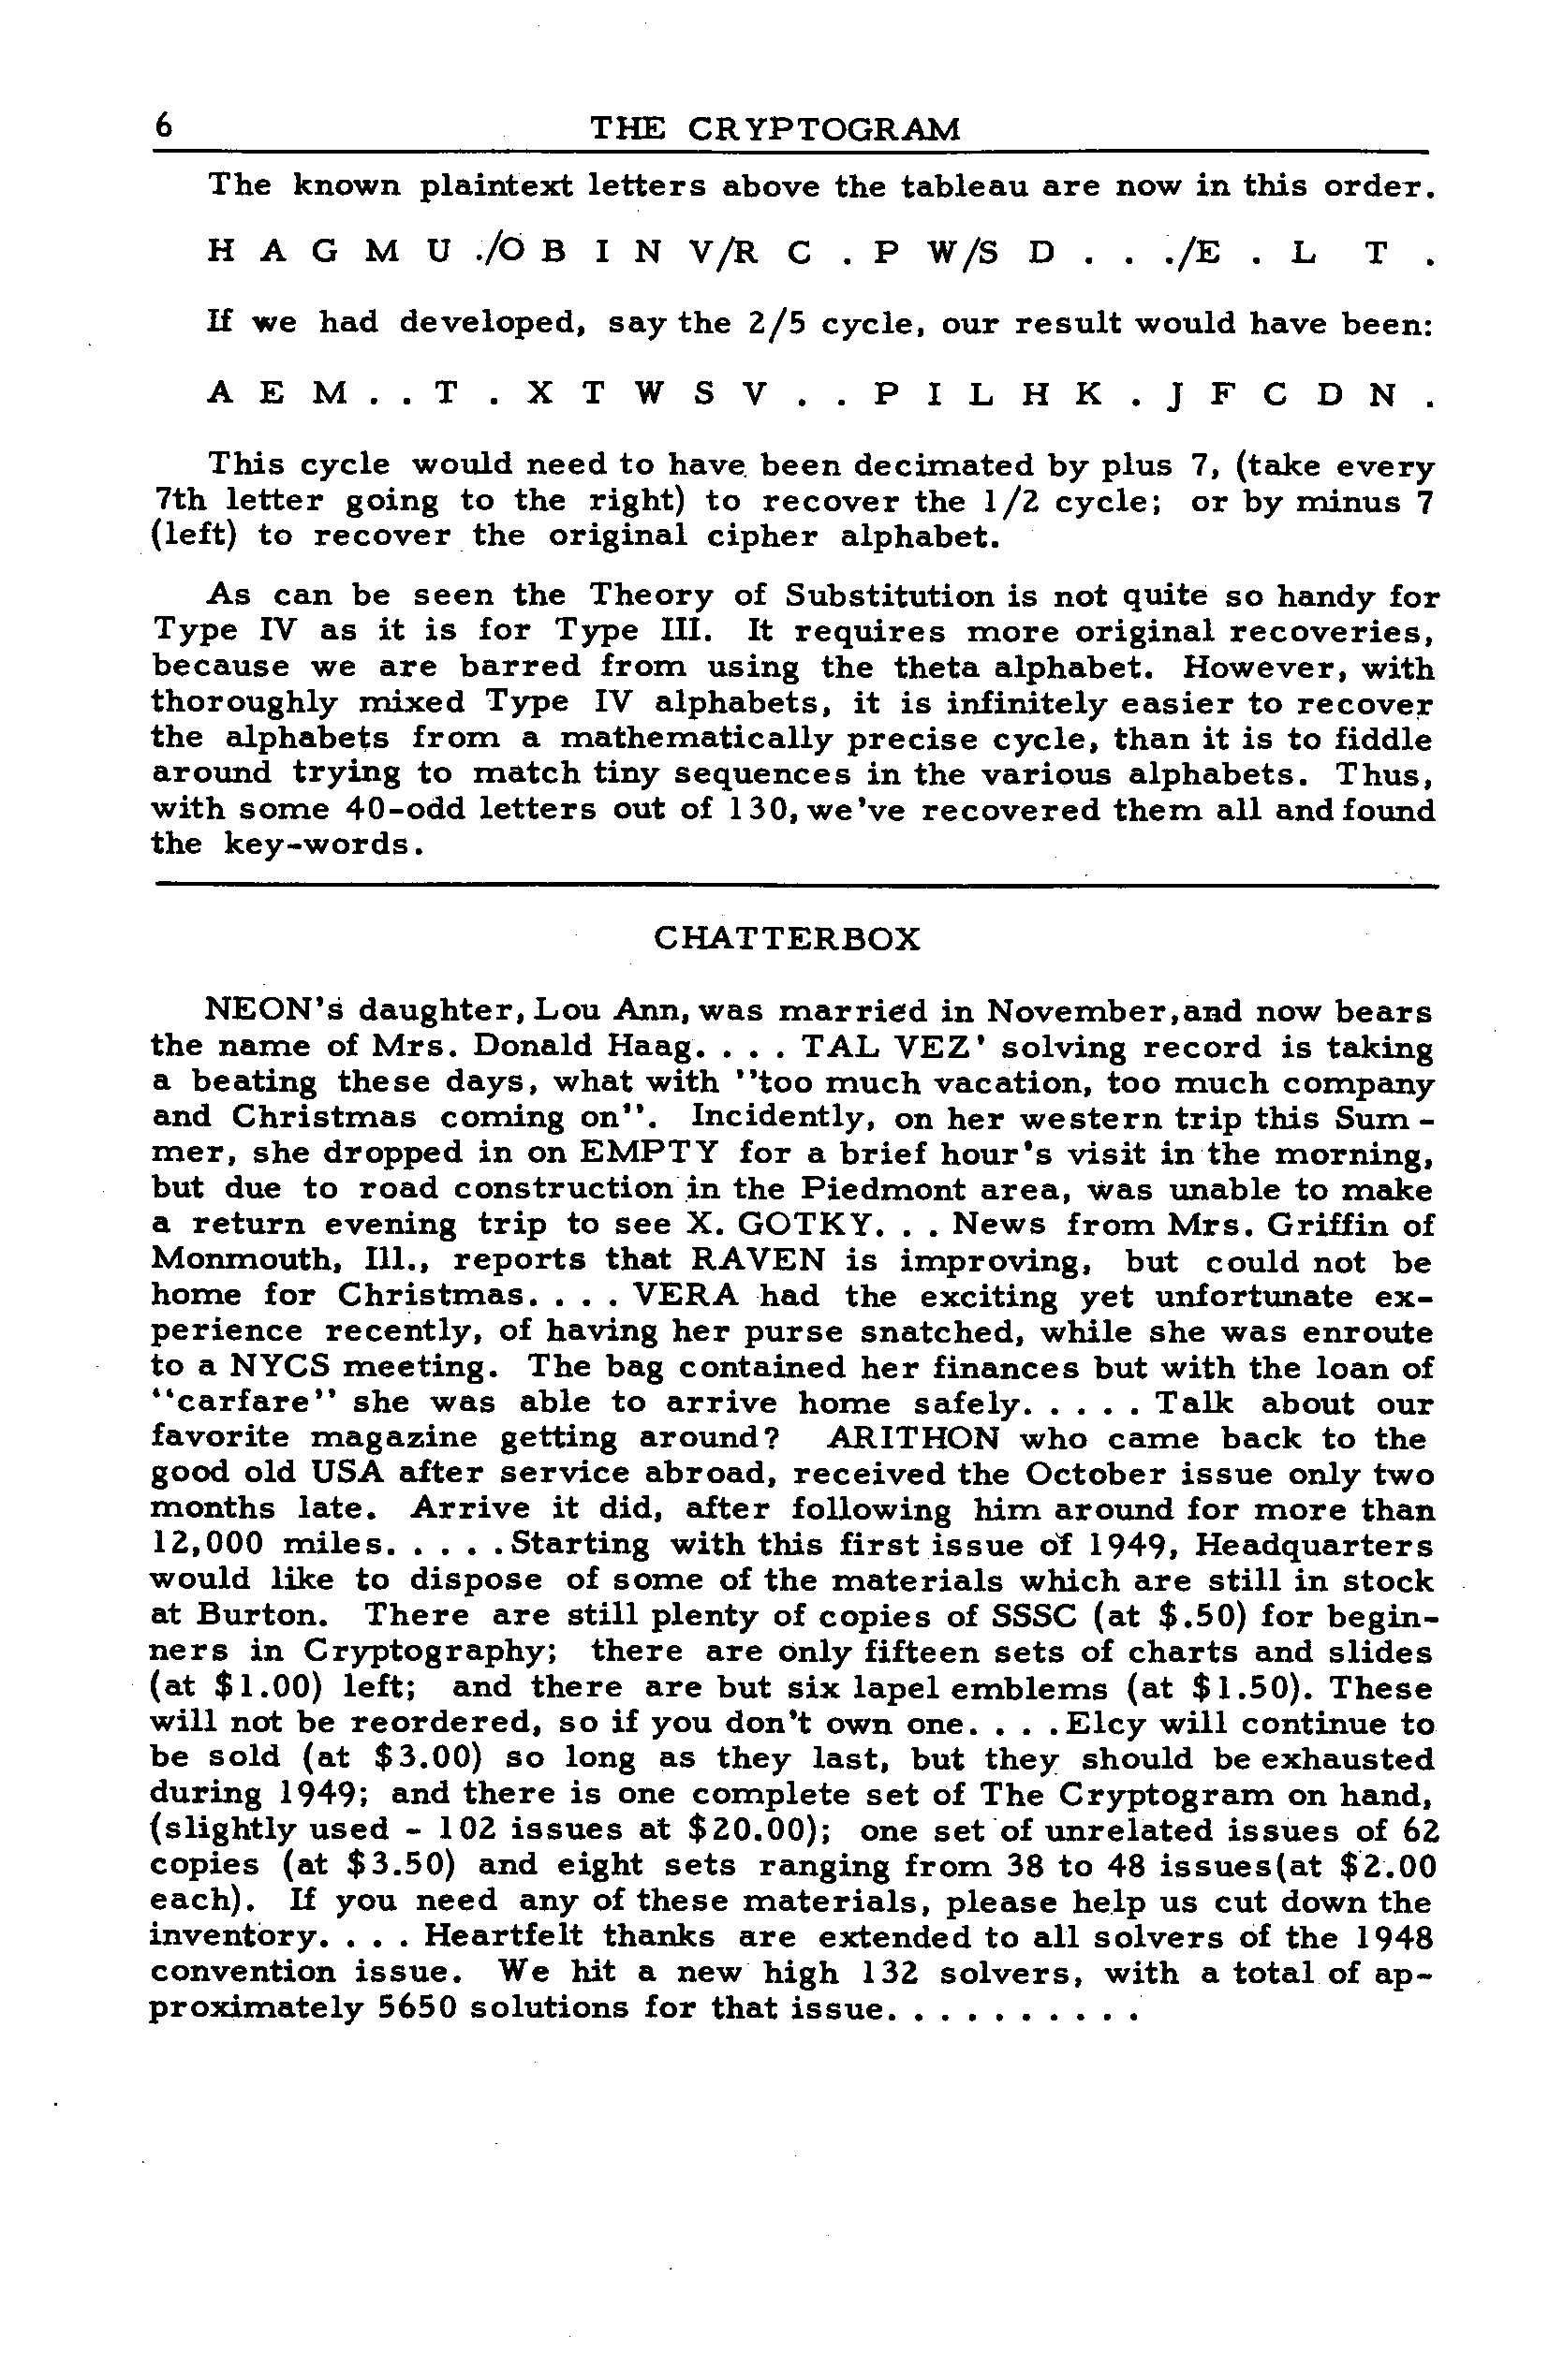 6 THE CRYPTOGRAM
The known plaintext letters above the tableau are now in this order.
H A G M U ./O B I N V/R C . P W/S D . . ./E . L T .
If we had developed, say the 2/5 cycle, our result would have been:
A E M . . T . X T W S V . . P I L H K . J F C D N .
This cycle would need to have been decimated by plus 7, (take every
7th letter going to the right) to recover the 1/2 cycle; or by minus 7
(left) to recover the original cipher alphabet.
As can be seen the Theory of Substitution is not quite so handy for
Type IV as it is for Type III. It requires more original recoveries,
because we are barred from using the theta alphabet. However, with
thoroughly mixed Type IV alphabets, it is infinitely easier to recover
the alphabets from a mathematically precise cycle, than it is to fiddle
around trying to match tiny sequences in the various alphabets. Thus,
with some 40-odd letters out of 130, we've recovered them all and found
the key-words.
CHATTERBOX
NEON's daughter, Lou Ann, was married in November, and now bears
the name of Mrs. Donald Haag. . . . TAL VEZ' solving record is taking
a beating these days, what with "too much vacation, too much company
and Christmas coming on". Incidently, on her western trip this Sum-
mer, she dropped in on EMPTY for a brief hour's visit in the morning,
but due to road construction in the Piedmont area, was unable to make
a return evening trip to see X. GOTKY. . . News from Mrs. Griffin of
Monmouth, Ill., reports that RAVEN is improving, but could not be
home for Christmas. . . . VERA had the exciting yet unfortunate ex-
perience recently, of having her purse snatched, while she was enroute
to a NYCS meeting. The bag contained her finances but with the loan of
"carfare" she was able to arrive home safely. . . . . Talk about our
favorite magazine getting around? ARITHON who came back to the
good old USA after service abroad, received the October issue only two
months late. Arrive it did, after following him around for more than
12,000 miles. . . . . Starting with this first issue of 1949, Headquarters
would like to dispose of some of the materials which are still in stock
at Burton. There are still plenty of copies of SSSC (at $.50) for begin-
ners in Cryptography; there are only fifteen sets of charts and slides
(at $1.00) left; and there are but six lapel emblems (at $1.50). These
will not be reordered, so if you don't own one. . . . Elcy will continue to
be sold (at $3.00) so long as they last, but they should be exhausted
during 1949; and there is one complete set of The Cryptogram on hand,
(slightly used - 102 issues at $20.00); one set of unrelated issues of 62
copies (at $3.50) and eight sets ranging from 38 to 48 issues(at $2.00
each). If you need any of these materials, please help us cut down the
inventory. . . . Heartfelt thanks are extended to all solvers of the 1948
convention issue. We hit a new high 132 solvers, with a total of ap-
proximately 5650 solutions for that issue. . . . . . . . . .